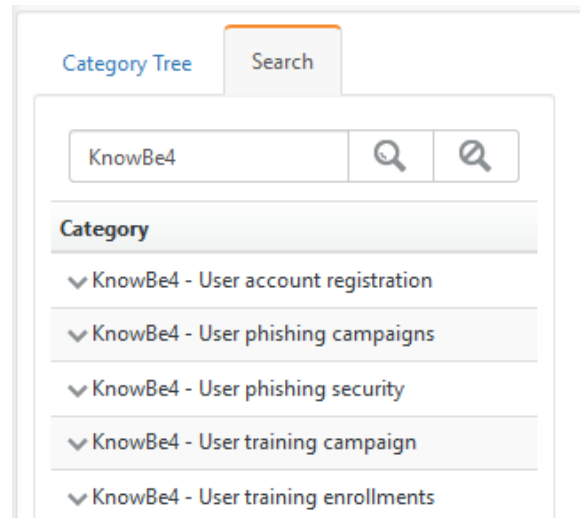 Category Tree
Search
KnowBe4
Category
KnowBe4 - User account registration
KnowBe4 - User phishing campaigns
KnowBe4 - User phishing security
KnowBe4 - User training campaign
KnowBe4 - User training enrollments